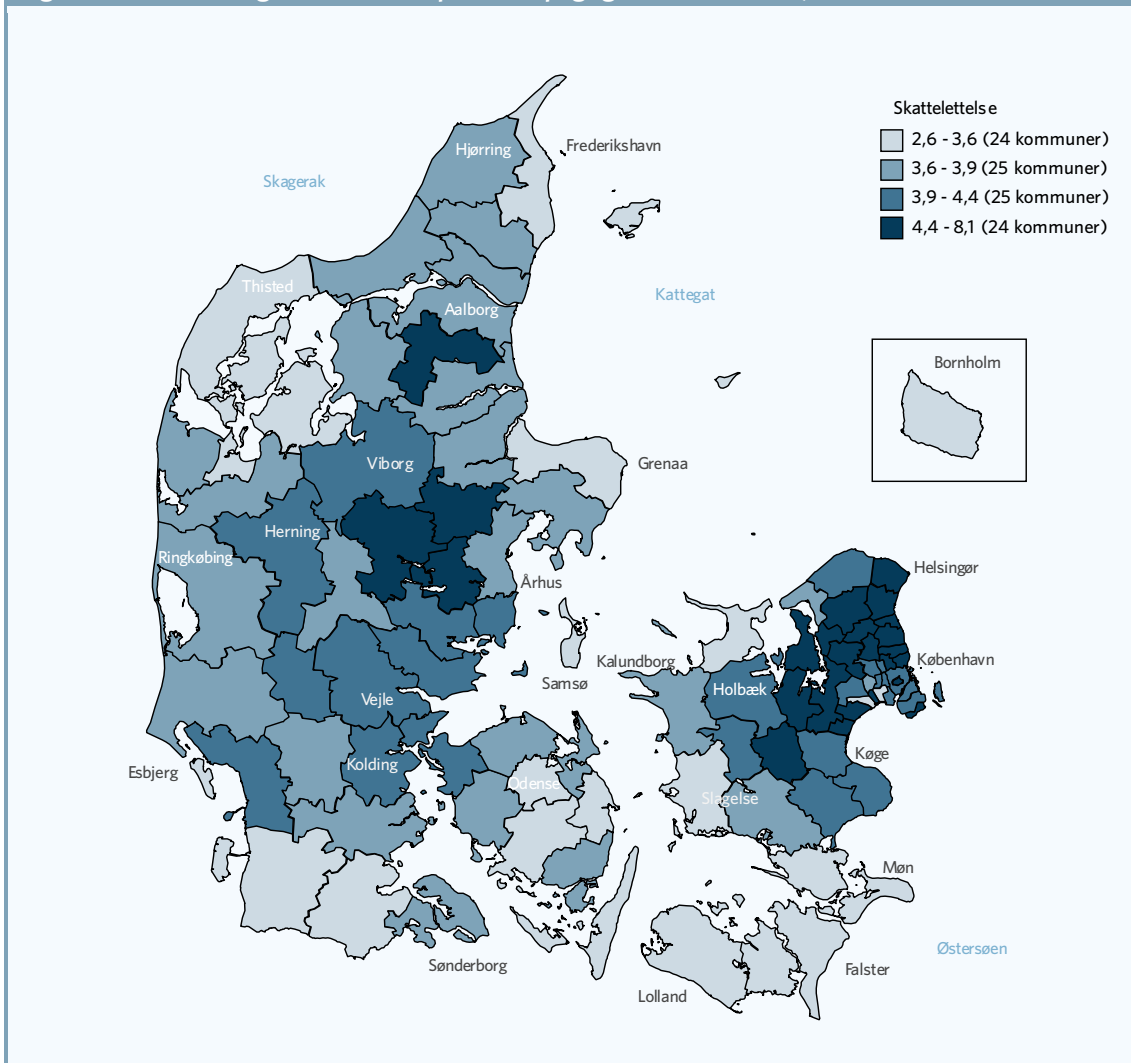 Skattelettelse
2,6 - 3,6 (24 kommuner)
3,6 - 3,9 (25 kommuner)
3,9 - 4,4 (25 kommuner)
4,4 - 8,1 (24 kommuner)
Hjørring
Frederikshavn
Skagerak
Thisted
Kattegat
Aalborg
Bornholm
Viborg
Grenaa
Herning
Ringkøbing
Helsingør
Århus
Kalundborg
København
Samsø
Holbæk
Vejle
Køge
Kolding
Esbjerg
Odense
Slagelse
Møn
Østersøen
Sønderborg
Falster
Lolland